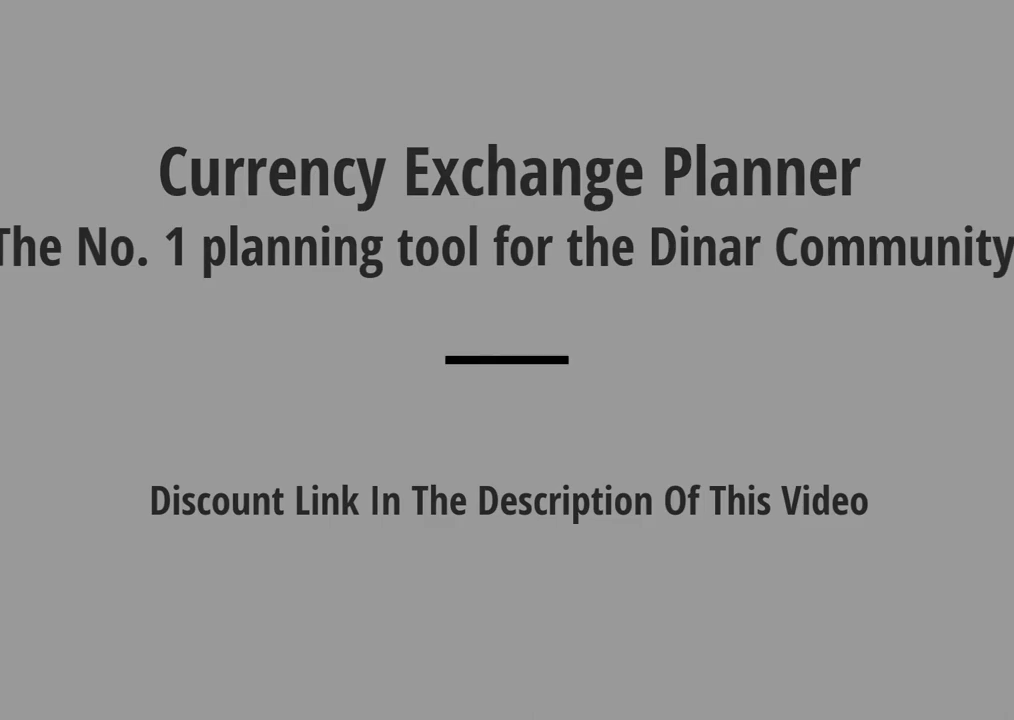 Currency Exchange Planner
The No. 1 planning tool for the Dinar Community
Discount Link In The Description Of This Video